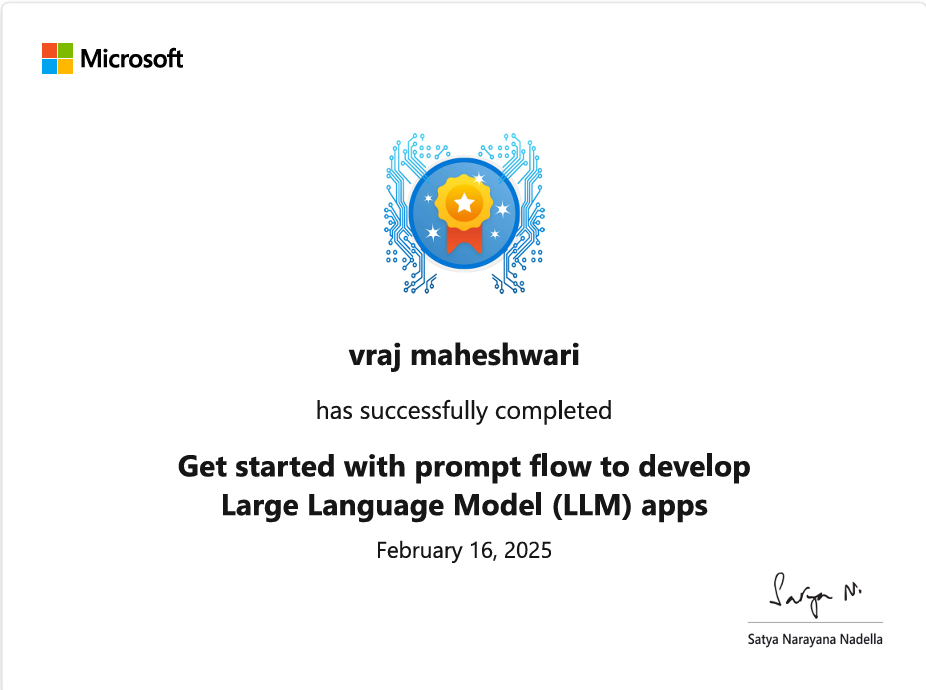 Microsoft
vraj maheshwari
has successfully completed
Get started with prompt flow to develop
Large Language Model (LLM) apps
February 16, 2025
Satya N.
Satya Narayana Nadella